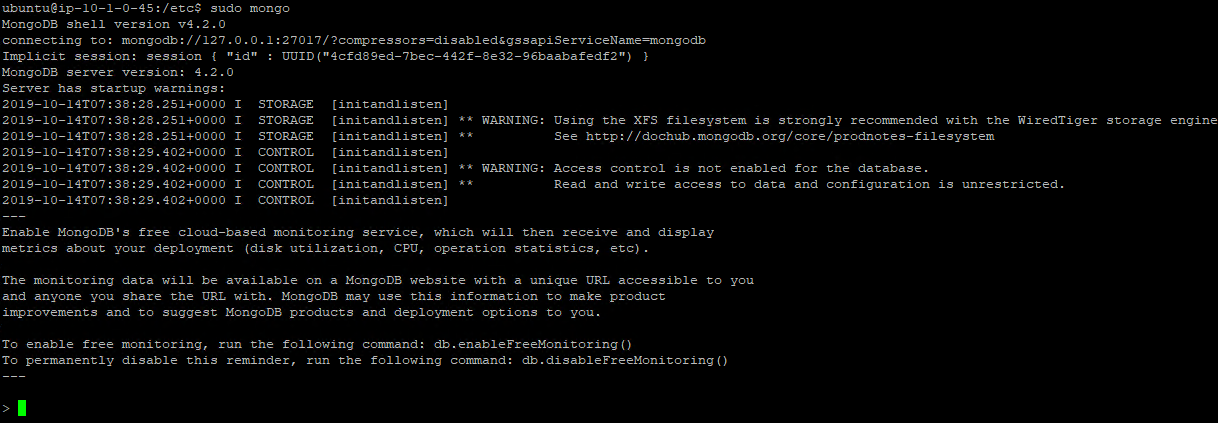 ubuntu@ip-10-1-0-45:/etc$ sudo mongo
MongoDB shell version v4.2.0
connecting to: mongodb://127.0.0.1:27017/?compressors=disabled&gssapiServiceName=mongodb
Implicit session: session { "id" : UUID("4cfd89ed-7bec-442f-8e32-96baabafedf2") }
MongoDB server version: 4.2.0
Server has startup warnings:
2019-10-14T07:38:28.251+0000 I  STORAGE  [initandlisten]
2019-10-14T07:38:28.251+0000 I  STORAGE  [initandlisten] ** WARNING: Using the XFS filesystem is strongly recommended with the WiredTiger storage engine
2019-10-14T07:38:28.251+0000 I  STORAGE  [initandlisten] **          See http://dochub.mongodb.org/core/prodnotes-filesystem
2019-10-14T07:38:29.402+0000 I  CONTROL  [initandlisten]
2019-10-14T07:38:29.402+0000 I  CONTROL  [initandlisten] ** WARNING: Access control is not enabled for the database.
2019-10-14T07:38:29.402+0000 I  CONTROL  [initandlisten] **          Read and write access to data and configuration is unrestricted.
2019-10-14T07:38:29.402+0000 I  CONTROL  [initandlisten]
---
Enable MongoDB's free cloud-based monitoring service, which will then receive and display
metrics about your deployment (disk utilization, CPU, operation statistics, etc).
The monitoring data will be available on a MongoDB website with a unique URL accessible to you
and anyone you share the URL with. MongoDB may use this information to make product
improvements and to suggest MongoDB products and deployment options to you.
To enable free monitoring, run the following command: db.enableFreeMonitoring()
To permanently disable this reminder, run the following command: db.disableFreeMonitoring()
---
>